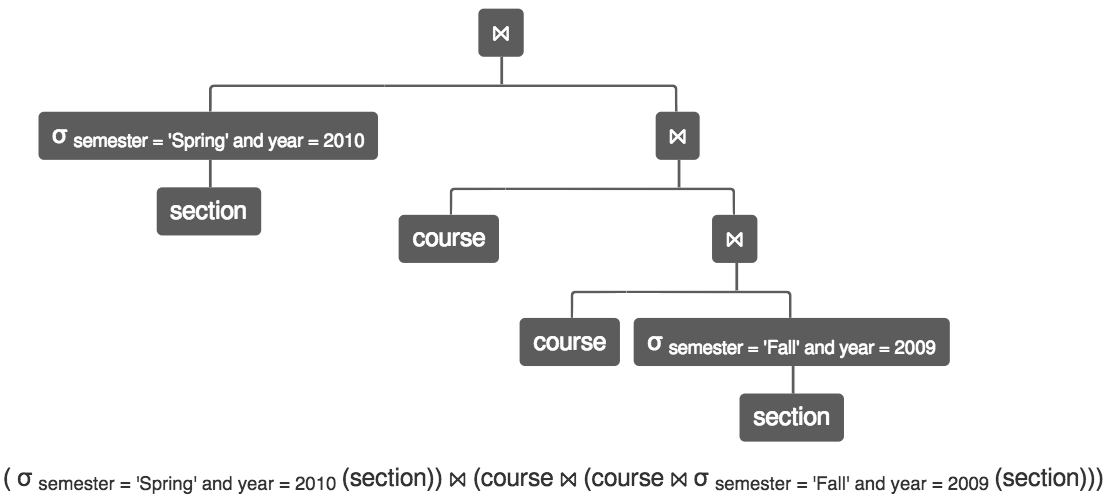 ⋈
σ semester = 'Spring' and year = 2010
⋈
section
course
⋈
course
σ semester = 'Fall' and year = 2009
section
( σ semester = 'Spring' and year = 2010 (section)) ⋈ (course ⋈ (course ⋈ σ semester = 'Fall' and year = 2009 (section)))